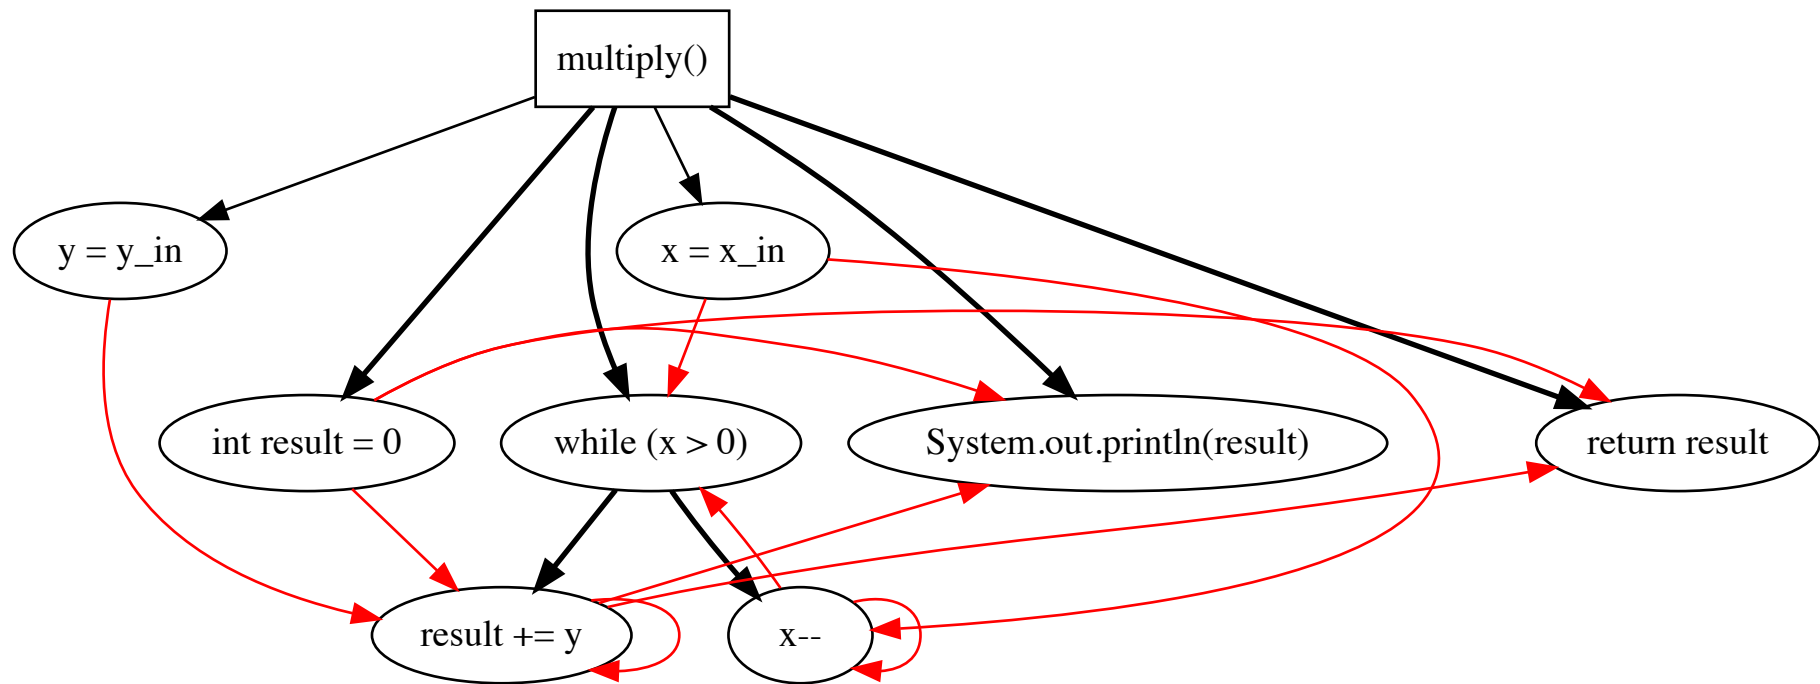 multiply()
y = y_in
x = x_in
int result = 0
while (x > 0)
System.out.println(result)
return result
result += y
x--